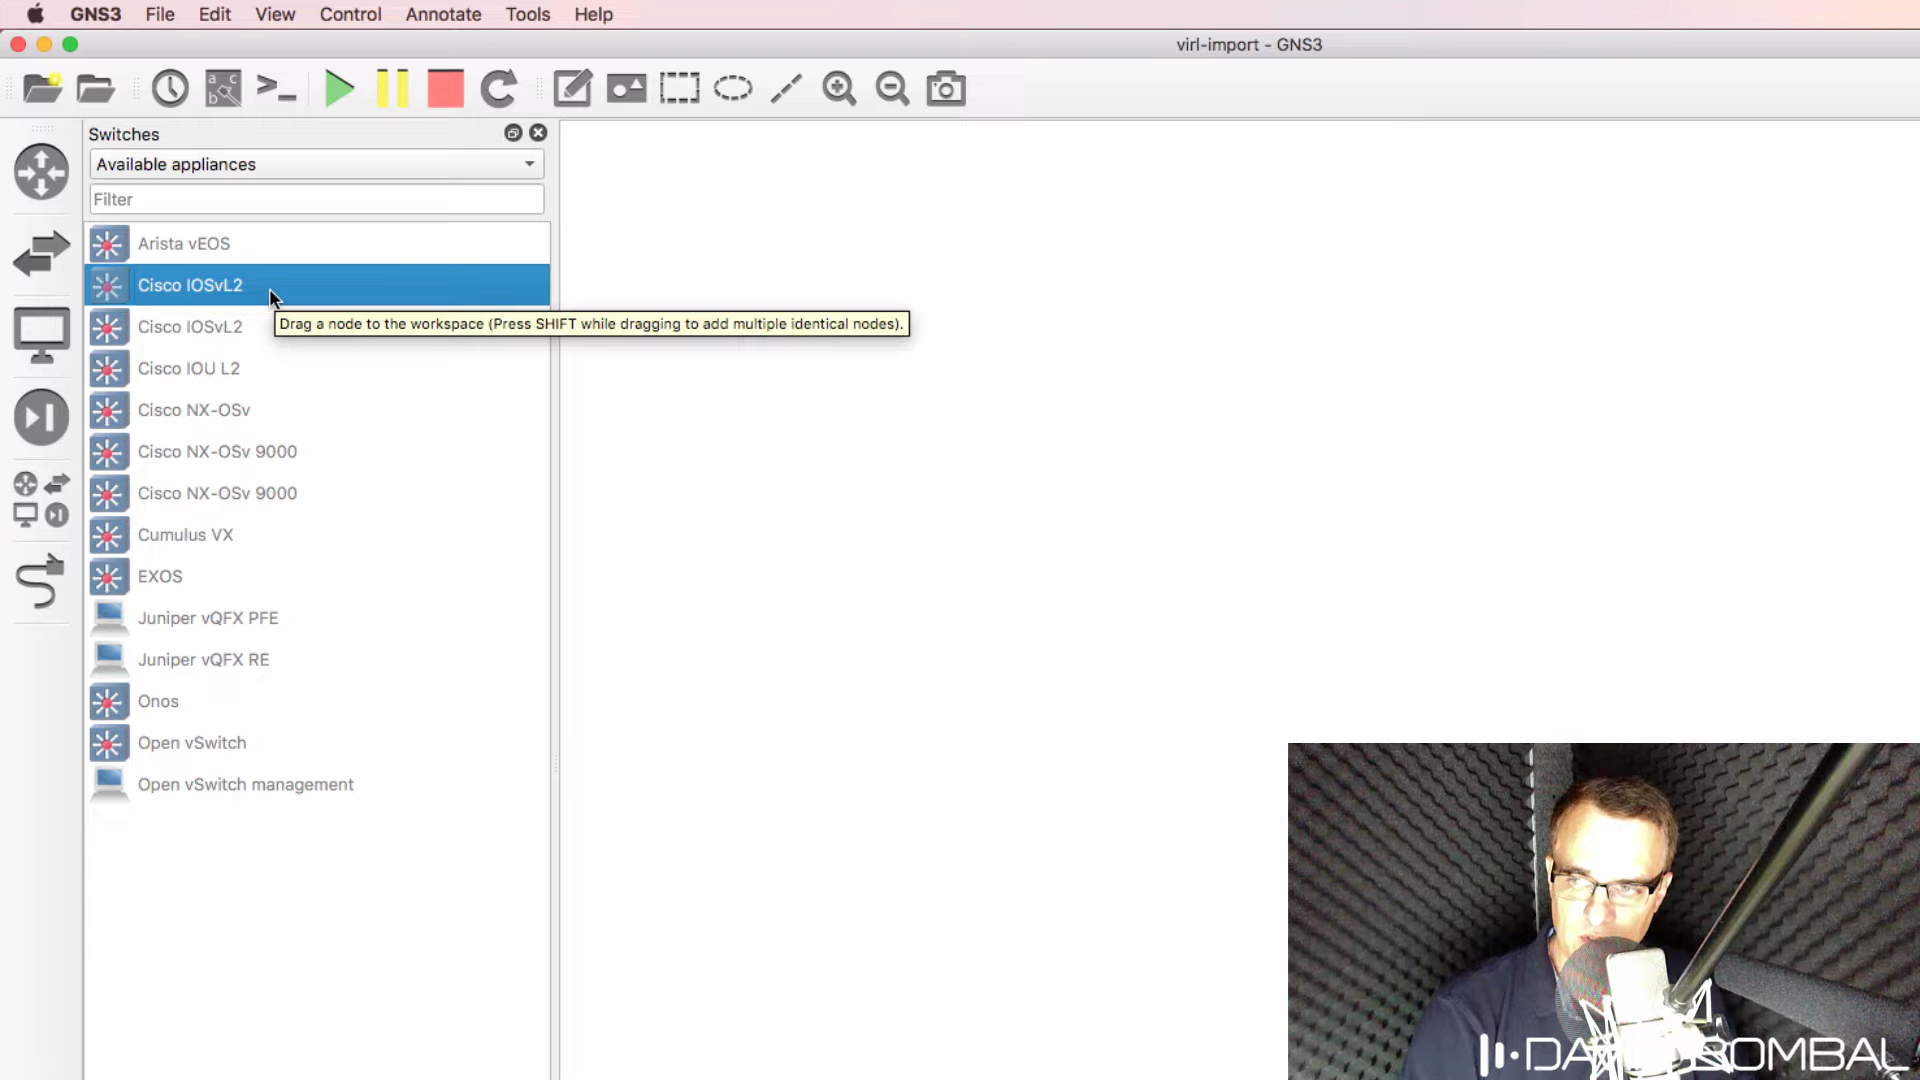 GNS3 File Edit View Control Annotate Tools Help
virl-import - GNS3
Switches
Available appliances
Filter
Arista vEOS
Cisco IOSvL2
Drag a node to the workspace (Press SHIFT while dragging to add multiple identical nodes).
Cisco IOSvL2
Cisco IOU L2
Cisco NX-OSv
Cisco NX-OSv 9000
Cisco NX-OSv 9000
Cumulus VX
EXOS
Juniper vQFX PFE
Juniper vQFX RE
Onos
Open vSwitch
Open vSwitch management
DAVID BOMBAL